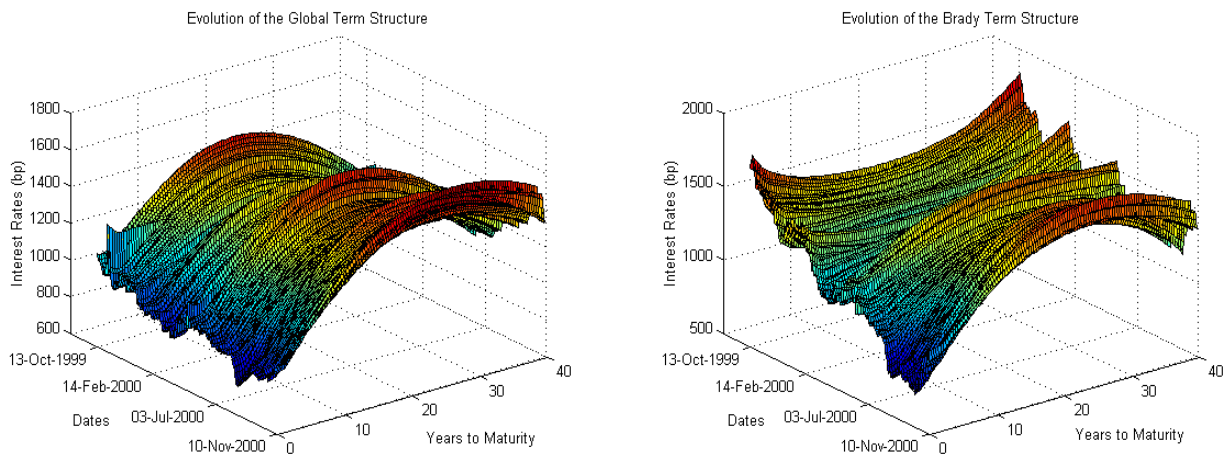 Evolution of the Global Term Structure
1800
1600
1400
1200
1000
800
600
Interest Rates (bp)
13-Oct-1999
14-Feb-2000
03-Jul-2000
10-Nov-2000
Dates
0
10
20
30
40
Years to Maturity
Evolution of the Brady Term Structure
2000
1500
1000
500
Interest Rates (bp)
13-Oct-1999
14-Feb-2000
03-Jul-2000
10-Nov-2000
Dates
0
10
20
30
40
Years to Maturity